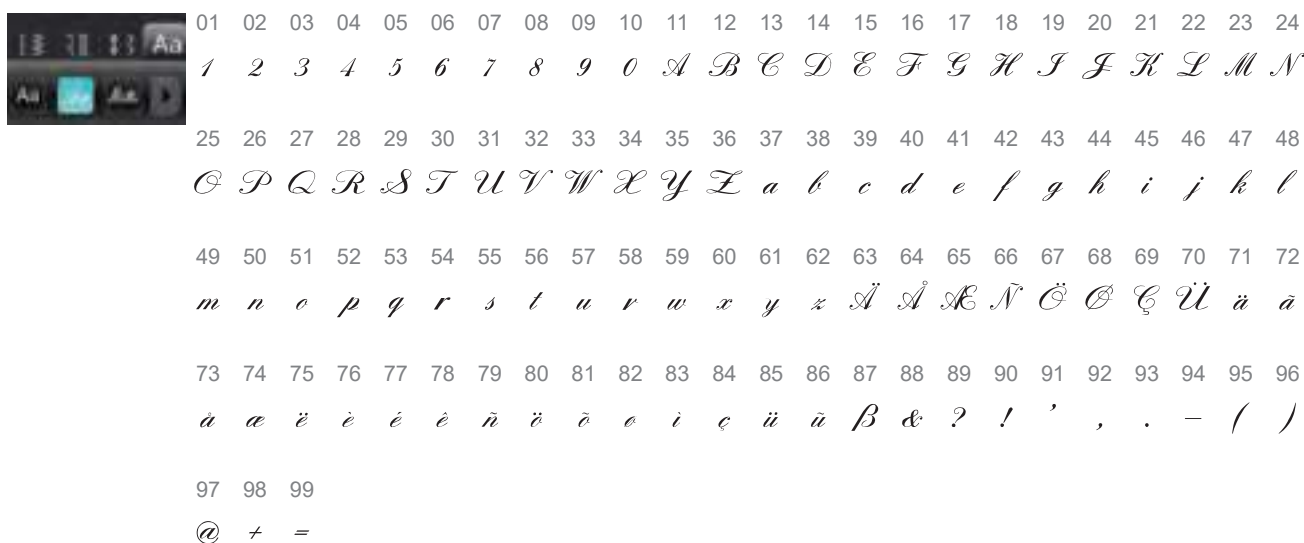 Aa
Aa
01 02 03 04 05 06 07 08 09 10 11 12 13 14 15 16 17 18 19 20 21 22 23 24
1 2 3 4 5 6 7 8 9 0 A B C D E F G H I J K L M N
25 26 27 28 29 30 31 32 33 34 35 36 37 38 39 40 41 42 43 44 45 46 47 48
O P Q R S T U V W X Y Z a b c d e f g h i j k l
49 50 51 52 53 54 55 56 57 58 59 60 61 62 63 64 65 66 67 68 69 70 71 72
m n o p q r s t u v w x y z Ä Å Æ Ñ Ö Ø Ç Ü ä ã
73 74 75 76 77 78 79 80 81 82 83 84 85 86 87 88 89 90 91 92 93 94 95 96
å æ ë è é ê ñ ö õ ø ì ç ü ũ ß & ? ! ' , . – ( )
97 98 99
@ + =